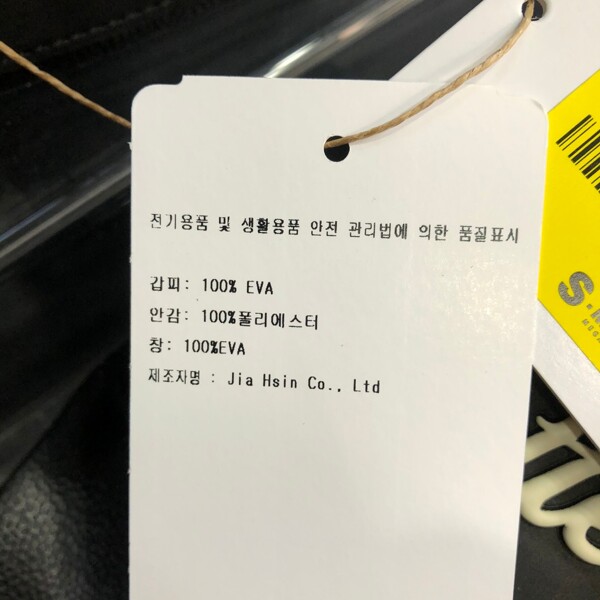 전기용품 및 생활용품 안전 관리법에 의한 품질표시
갑피: 100% EVA
안감: 100%폴리에스터
창: 100%EVA
제조자명 : Jia Hsin Co., Ltd